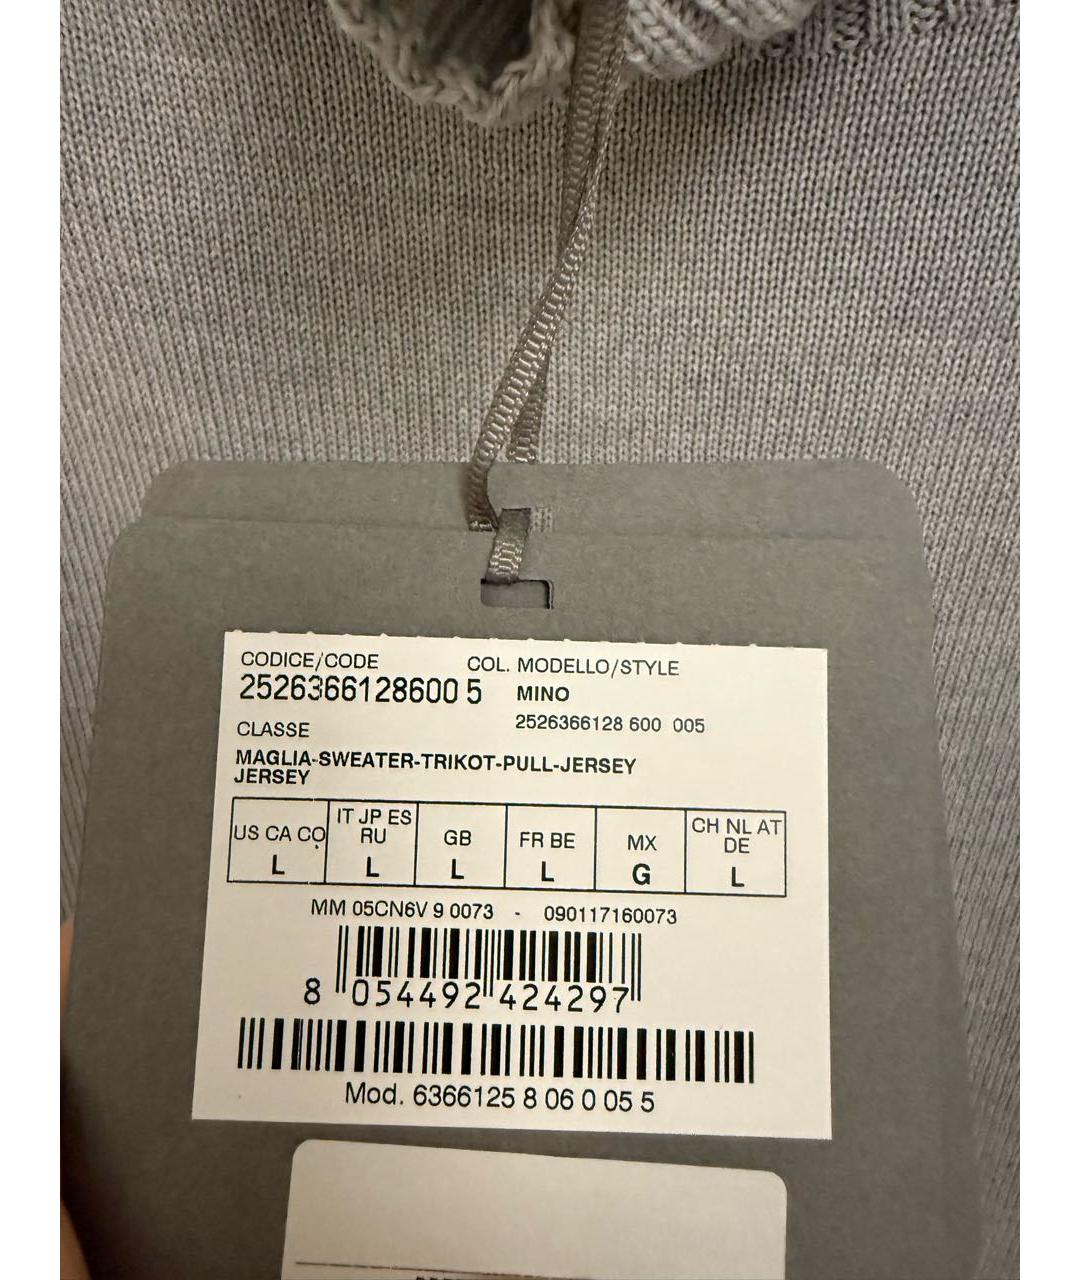 CODICE/CODE COL. MODELLO/STYLE
2526366128600 5 MINO
2526366128 600 005
CLASSE
MAGLIA-SWEATER-TRIKOT-PULL-JERSEY
JERSEY
US CA CO IT JP ES RU GB FR BE MX CH NL AT DE
L L L L G L
MM 05CN6V 9 0073 - 090117160073
8 054492 424297
Mod. 6366125 8 06 0 05 5